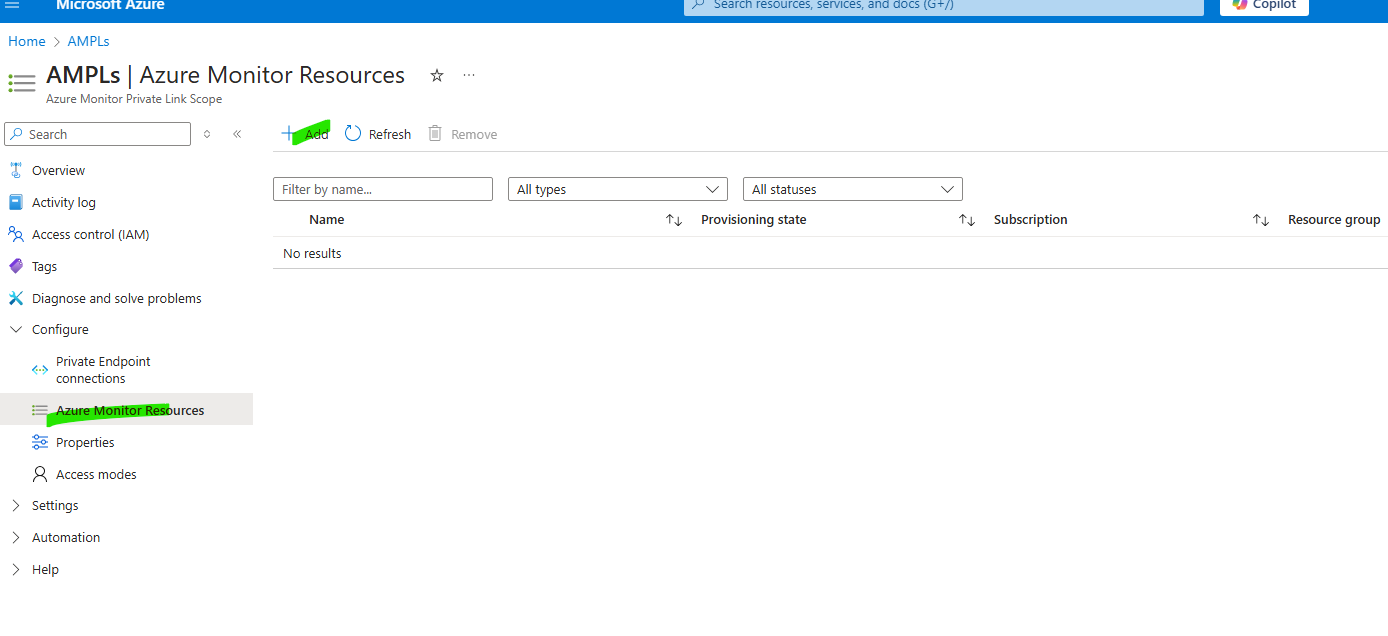 Microsoft Azure
Search resources, services, and docs (G+/)
Copilot
Home > AMPLs
AMPLs | Azure Monitor Resources
Azure Monitor Private Link Scope
Search
Add Refresh Remove
Overview
Activity log
Access control (IAM)
Tags
Diagnose and solve problems
Configure
Private Endpoint
connections
Azure Monitor Resources
Properties
Access modes
Settings
Automation
Help
Filter by name... All types All statuses
Name Provisioning state Subscription Resource group
No results